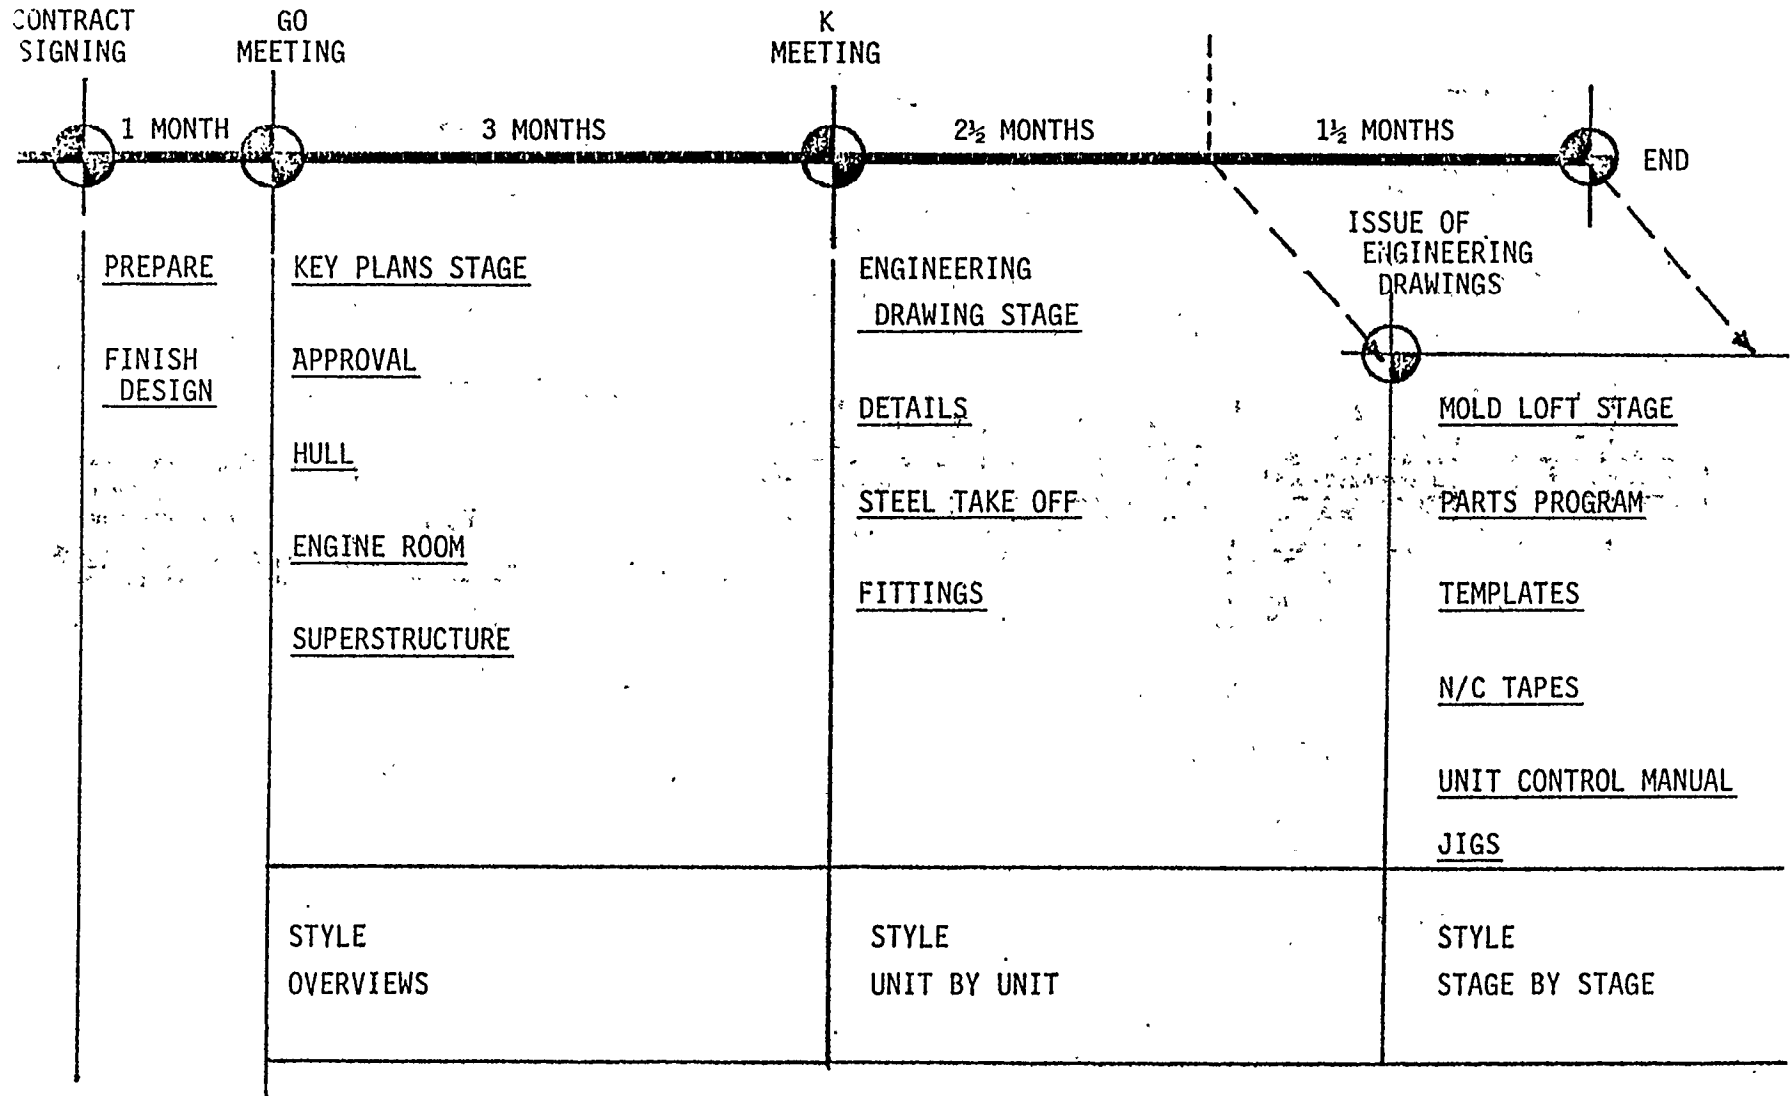 CONTRACT
SIGNING
GO
MEETING
K
MEETING
1 MONTH
3 MONTHS
2½ MONTHS
1½ MONTHS
END
ISSUE OF
ENGINEERING
DRAWINGS
PREPARE
FINISH
DESIGN
KEY PLANS STAGE
APPROVAL
HULL
ENGINE ROOM
SUPERSTRUCTURE
ENGINEERING
DRAWING STAGE
DETAILS
STEEL TAKE OFF
FITTINGS
MOLD LOFT STAGE
PARTS PROGRAM
TEMPLATES
N/C TAPES
UNIT CONTROL MANUAL
JIGS
STYLE
OVERVIEWS
STYLE
UNIT BY UNIT
STYLE
STAGE BY STAGE